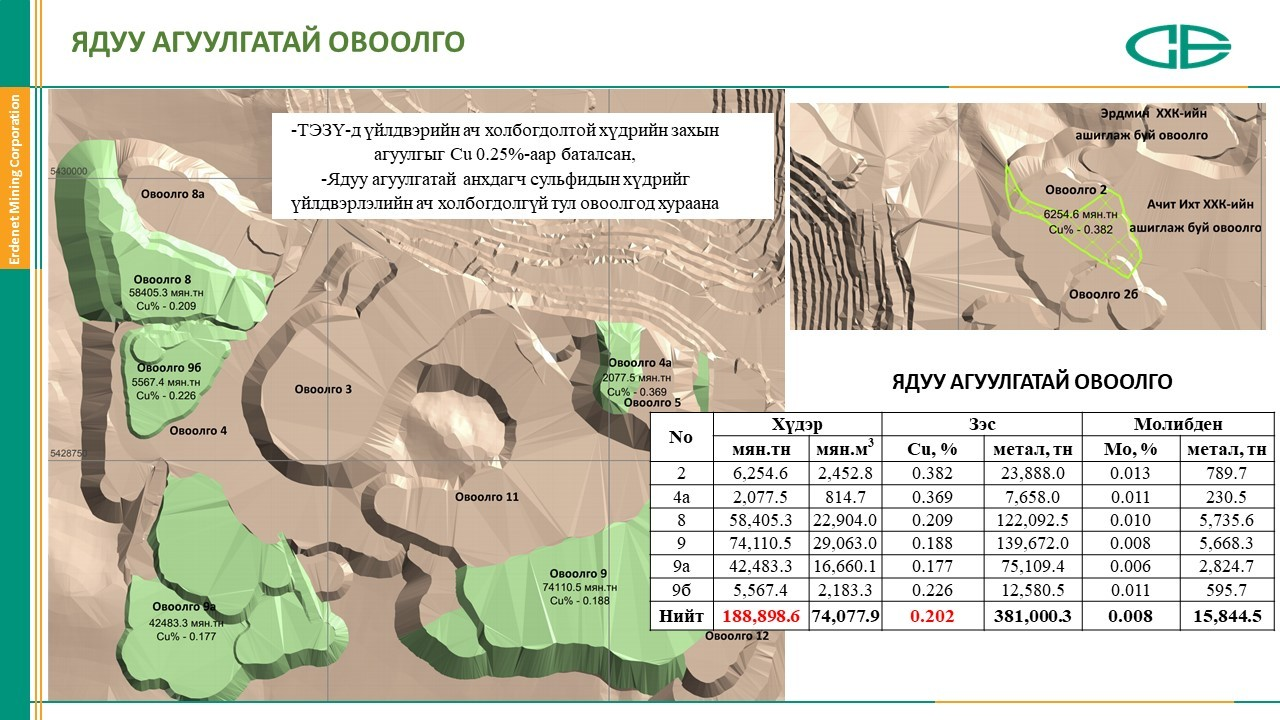 ЯДУУ АГУУЛГАТАЙ ОВООЛГО
Erdenet Mining Corporation
-ТЭЗҮ-д үйлдвэрийн ач холбогдолтой хүдрийн захын
агуулгыг Cu 0.25%-аар баталсан,
-Ядуу агуулгатай анхдагч сульфидын хүдрийг
үйлдвэрлэлийн ач холбогдолгүй тул овоолгод хураана
5430000
Овоолго 8а
Овоолго 8
58405.3 мян.тн
Cu% - 0.209
Овоолго 9б
5567.4 мян.тн
Cu% - 0.226
Овоолго 4
Овоолго 3
Овоолго 4а
2077.5 мян.тн
Cu% - 0.369
Овоолго 5
5428750
Овоолго 11
Овоолго 9
74110.5 мян.тн
Cu% - 0.188
Овоолго 9а
42483.3 мян.тн
Cu% - 0.177
Овоолго 12
Эрдмин ХХК-ийн
ашиглаж буй овоолго
Овоолго 2
6254.6 мян.тн
Cu% - 0.382
Ачит Ихт ХХК-ийн
ашиглаж буй овоолго
Овоолго 2б
ЯДУУ АГУУЛГАТАЙ ОВООЛГО
No Хүдэр Зэс Молибден
мян.тн мян.м3 Cu, % метал, тн Mo, % метал, тн
2 6,254.6 2,452.8 0.382 23,888.0 0.013 789.7
4а 2,077.5 814.7 0.369 7,658.0 0.011 230.5
8 58,405.3 22,904.0 0.209 122,092.5 0.010 5,735.6
9 74,110.5 29,063.0 0.188 139,672.0 0.008 5,668.3
9а 42,483.3 16,660.1 0.177 75,109.4 0.006 2,824.7
9б 5,567.4 2,183.3 0.226 12,580.5 0.011 595.7
Нийт 188,898.6 74,077.9 0.202 381,000.3 0.008 15,844.5